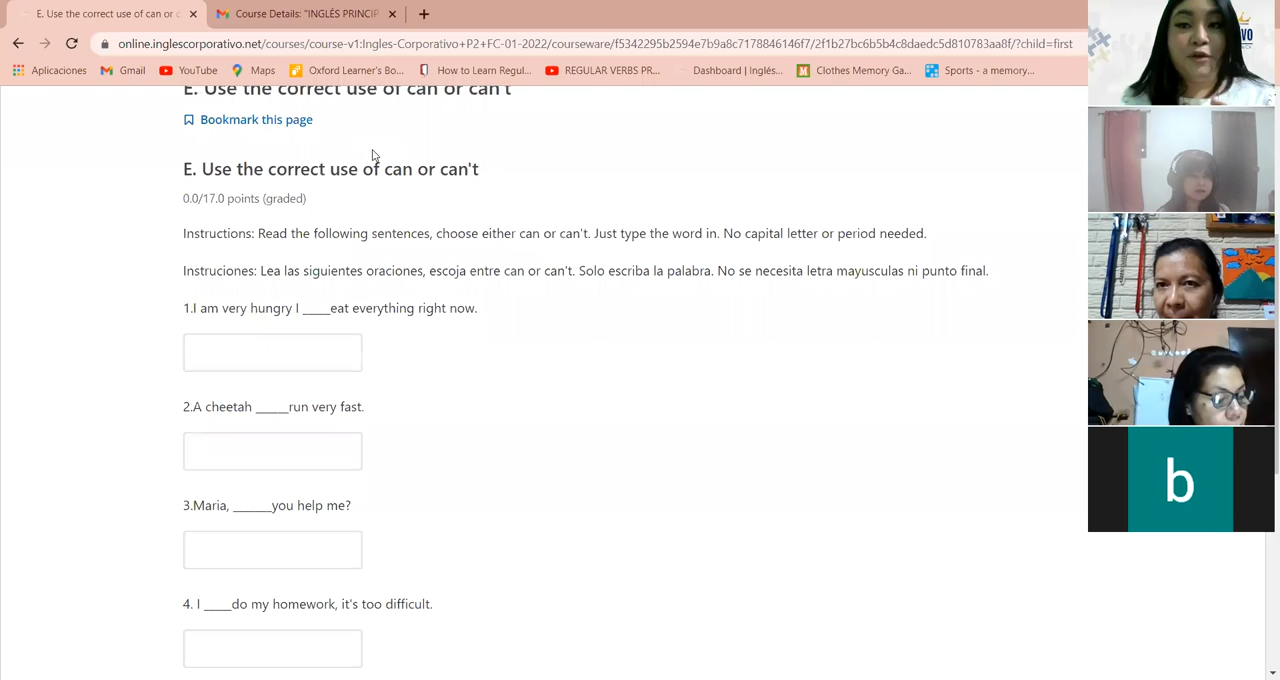 E. Use the correct use of can or c
Course Details: "INGLÉS PRINCIP
online.inglescorporativo.net/courses/course-v1:Ingles-Corporativo+P2+FC-01-2022/courseware/f5342295b2594e7b9a8c7178846146f7/2f1b27bc6b5b4c8daedc5d810783aa8f/?child=first
Aplicaciones Gmail YouTube Maps Oxford Learner's Bo... How to Learn Regul... REGULAR VERBS PR... Dashboard | Inglés... Clothes Memory Ga... Sports - a memory...
E. Use the correct use of can or can't
Bookmark this page
E. Use the correct use of can or can't
0.0/17.0 points (graded)
Instructions: Read the following sentences, choose either can or can't. Just type the word in. No capital letter or period needed.
Instruciones: Lea las siguientes oraciones, escoja entre can or can't. Solo escriba la palabra. No se necesita letra mayusculas ni punto final.
1.I am very hungry I _____eat everything right now.
2.A cheetah ______run very fast.
3.Maria, _______you help me?
4. I _____do my homework, it's too difficult.
VO
b